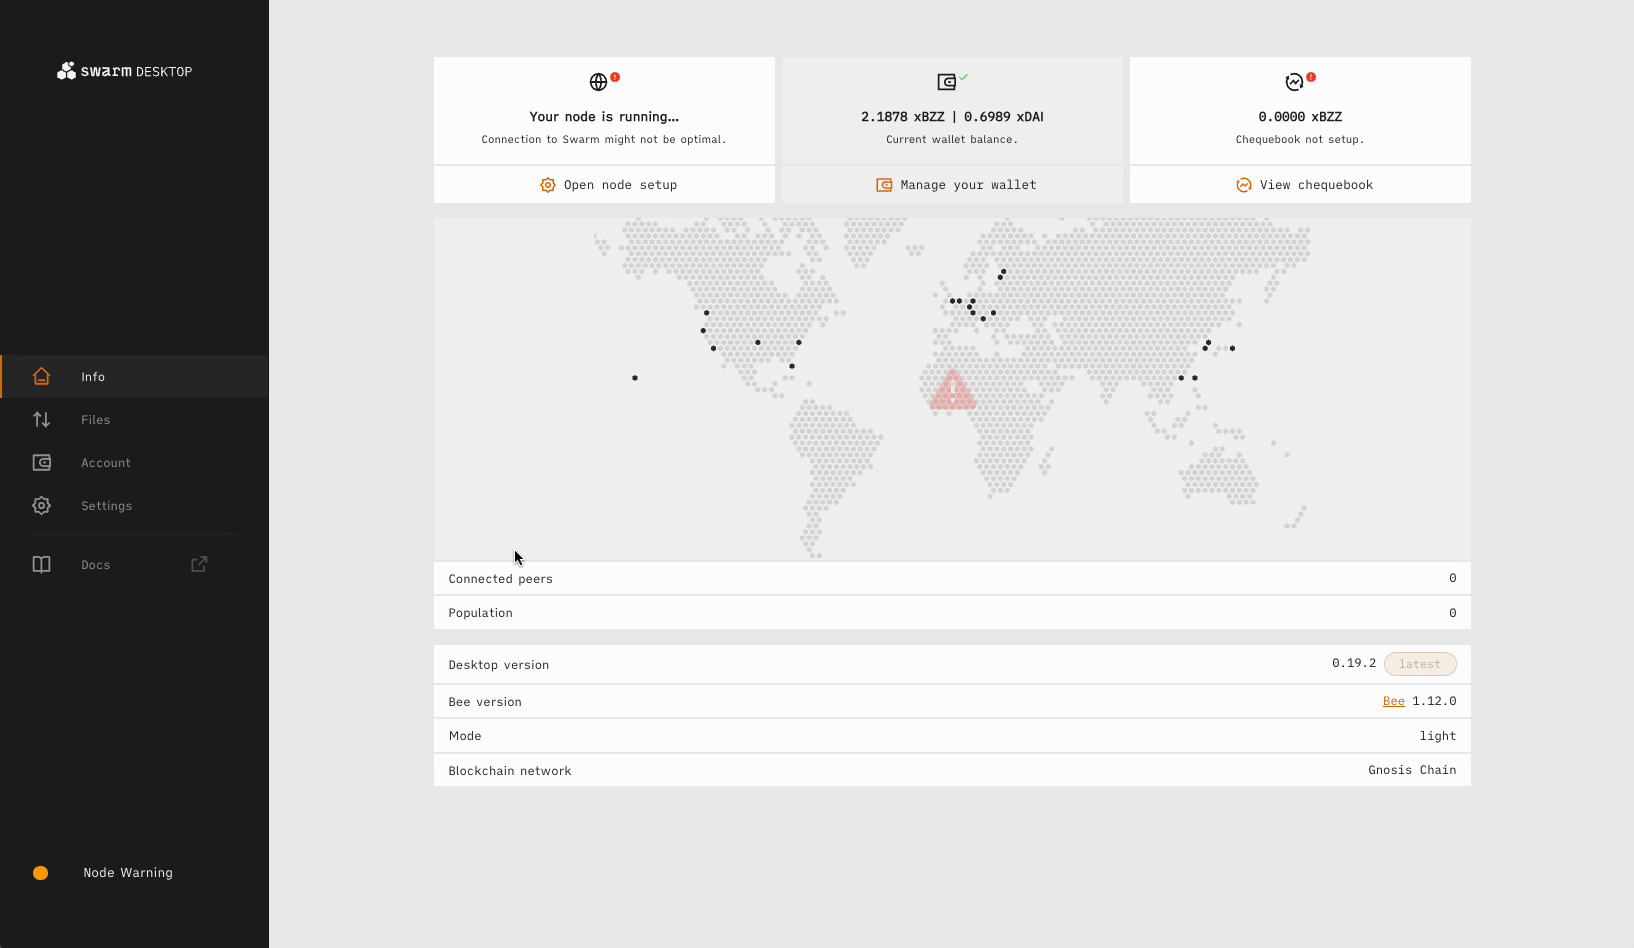 swarm DESKTOP
Info
Files
Account
Settings
Docs
Node Warning
Your node is running...
Connection to Swarm might not be optimal.
Open node setup
2.1878 xBZZ | 0.6989 xDAI
Current wallet balance.
Manage your wallet
0.0000 xBZZ
Chequebook not setup.
View chequebook
Connected peers 0
Population 0
Desktop version 0.19.2 latest
Bee version Bee 1.12.0
Mode light
Blockchain network Gnosis Chain